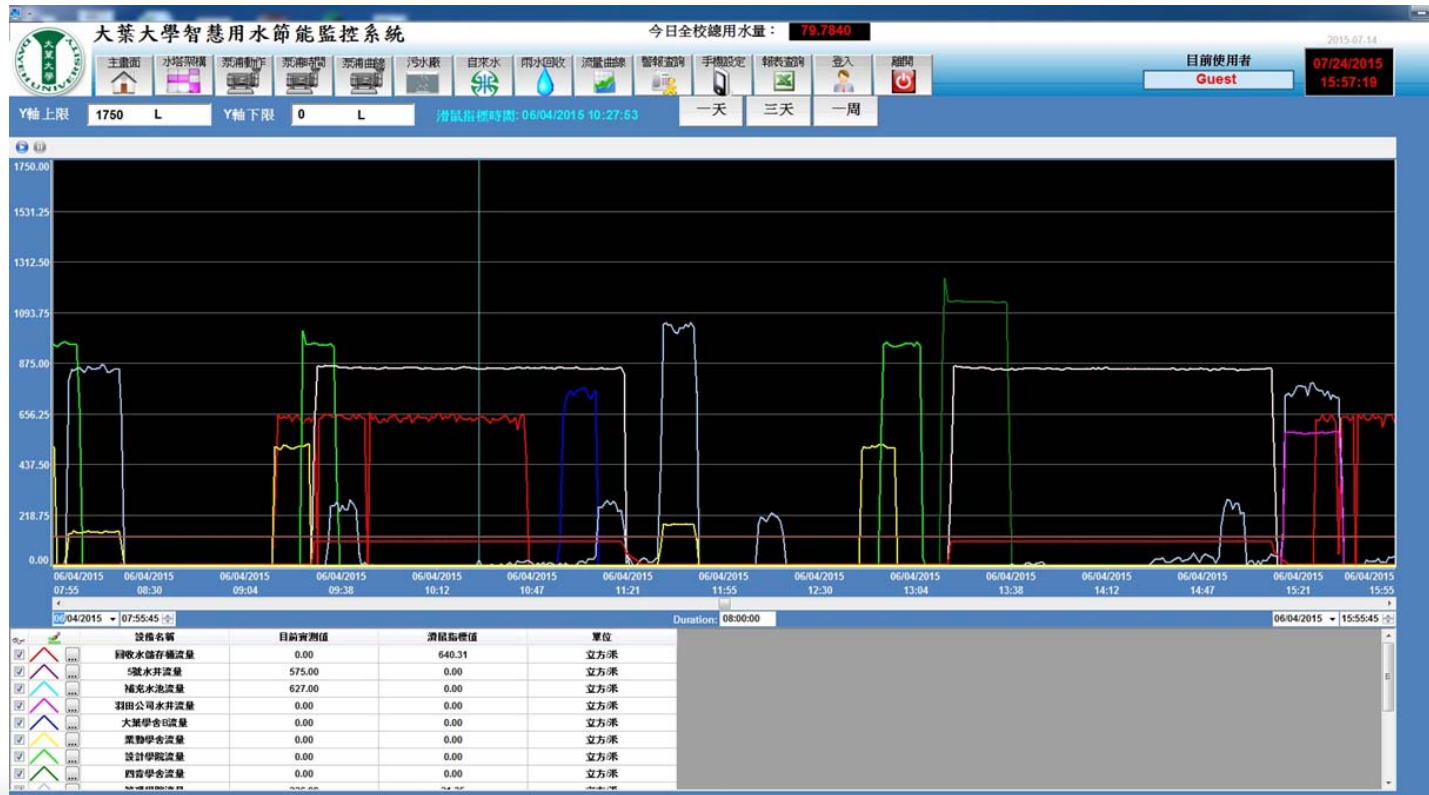 大葉大學智慧用水節能監控系統
今日全校總用水量： 79.7840
2015-07-14
主畫面 水塔架構 泵浦動作 泵浦時間 泵浦曲線 污水廠 自來水 雨水回收 流量曲線 警報查詢 手機設定 報表查詢 登入 離開
目前使用者
Guest
07/24/2015
15:57:19
Y軸上限 1750 L Y軸下限 0 L 滑鼠指標時間: 06/04/2015 10:27:53 一天 三天 一周
1750.00
1531.25
1312.50
1093.75
875.00
656.25
437.50
218.75
0.00
06/04/2015 06/04/2015 06/04/2015 06/04/2015 06/04/2015 06/04/2015 06/04/2015 06/04/2015 06/04/2015 06/04/2015 06/04/2015 06/04/2015 06/04/2015 06/04/2015 06/04/2015
07:55 08:30 09:04 09:38 10:12 10:47 11:21 11:55 12:30 13:04 13:38 14:12 14:47 15:21 15:55
06/04/2015 07:55:45 Duration: 08:00:00 06/04/2015 15:55:45
設備名稱 目前實測值 滑鼠指標值 單位
回收水儲存桶流量 0.00 640.31 立方/米
5號水井流量 575.00 0.00 立方/米
補充水池流量 627.00 0.00 立方/米
羽田公司水井流量 0.00 0.00 立方/米
大葉學舍B流量 0.00 0.00 立方/米
業勤學舍流量 0.00 0.00 立方/米
設計學院流量 0.00 0.00 立方/米
四肯學舍流量 0.00 0.00 立方/米